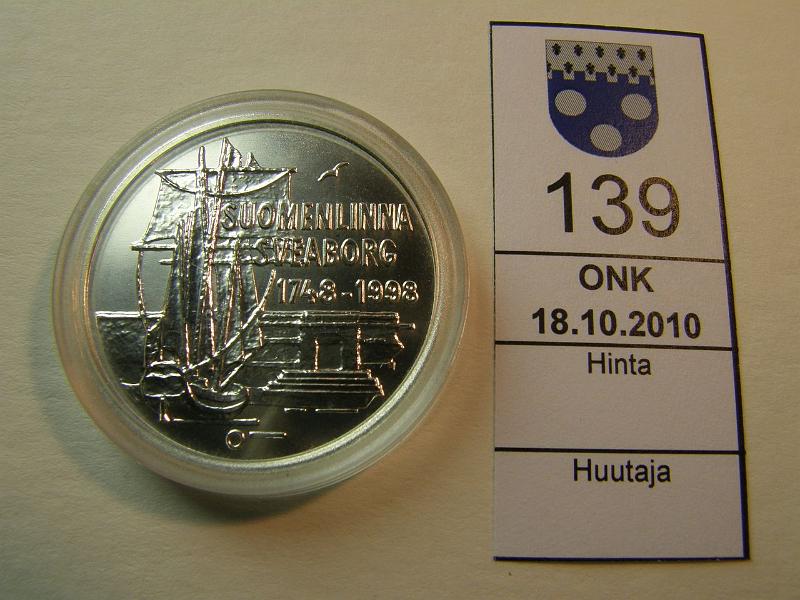 SUOMENLINNA
SVEABORG
1748-1998
139
ONK
18.10.2010
Hinta
Huutaja